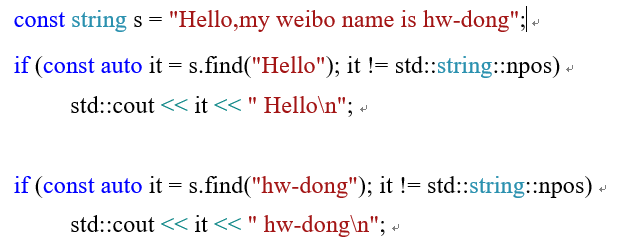 const string s = "Hello,my weibo name is hw-dong";
if (const auto it = s.find("Hello"); it != std::string::npos)
std::cout << it << " Hello\n";
if (const auto it = s.find("hw-dong"); it != std::string::npos)
std::cout << it << " hw-dong\n";